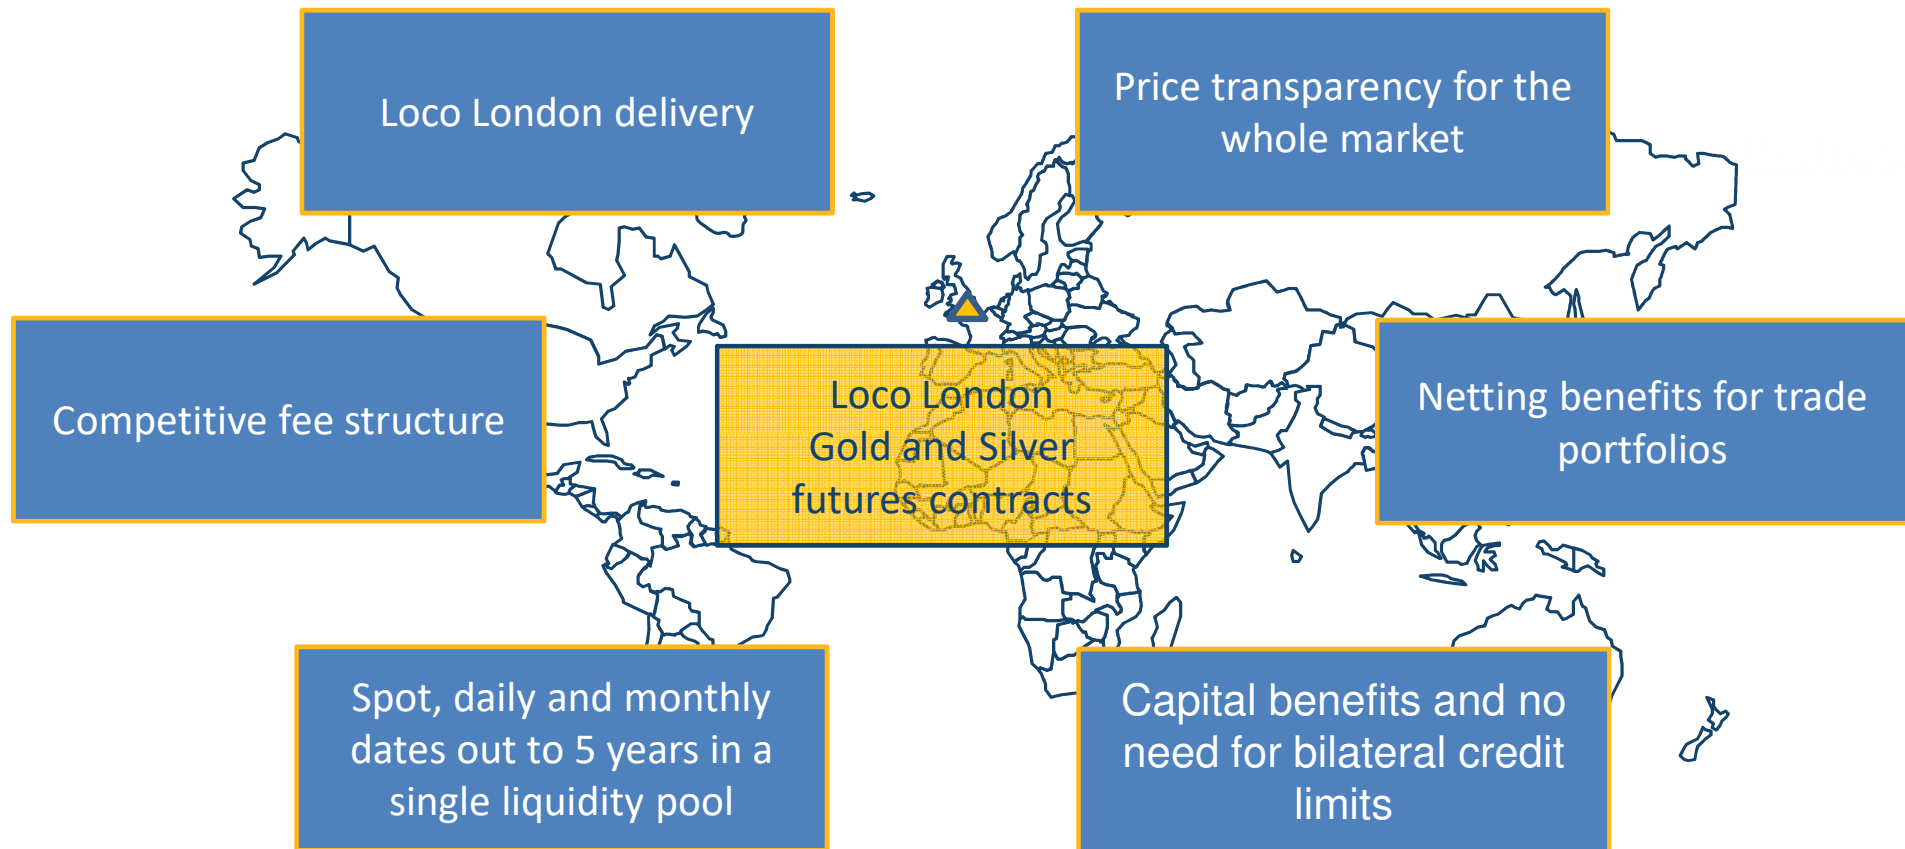 Loco London delivery
Price transparency for the
whole market
Competitive fee structure
Loco London
Gold and Silver
futures contracts
Netting benefits for trade
portfolios
Spot, daily and monthly
dates out to 5 years in a
single liquidity pool
Capital benefits and no
need for bilateral credit
limits